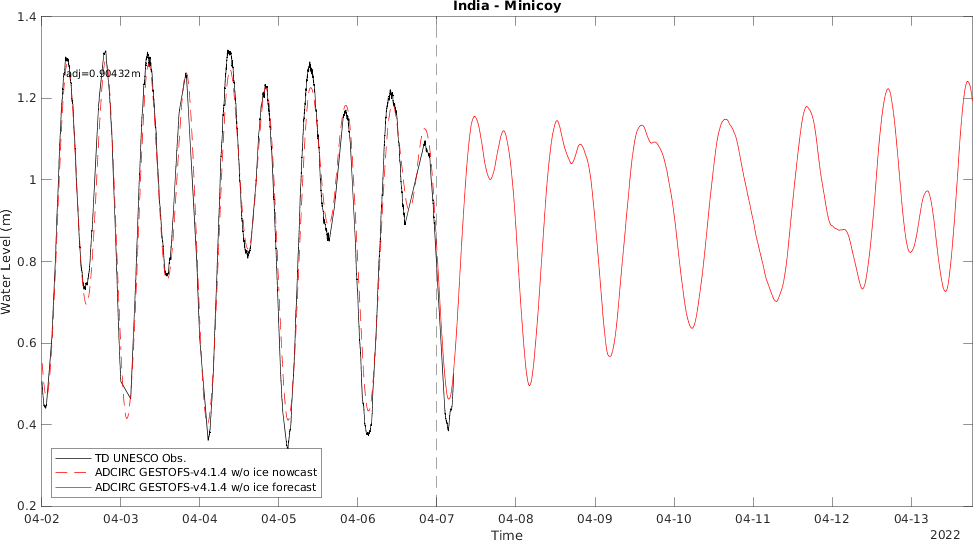 India - Minicoy
1.4
1.2
1
0.8
0.6
0.4
0.2
Water Level (m)
adj=0.90432m
TD UNESCO Obs.
ADCIRC GESTOFS-v4.1.4 w/o ice nowcast
ADCIRC GESTOFS-v4.1.4 w/o ice forecast
04-02 04-03 04-04 04-05 04-06 04-07 04-08 04-09 04-10 04-11 04-12 04-13
Time
2022